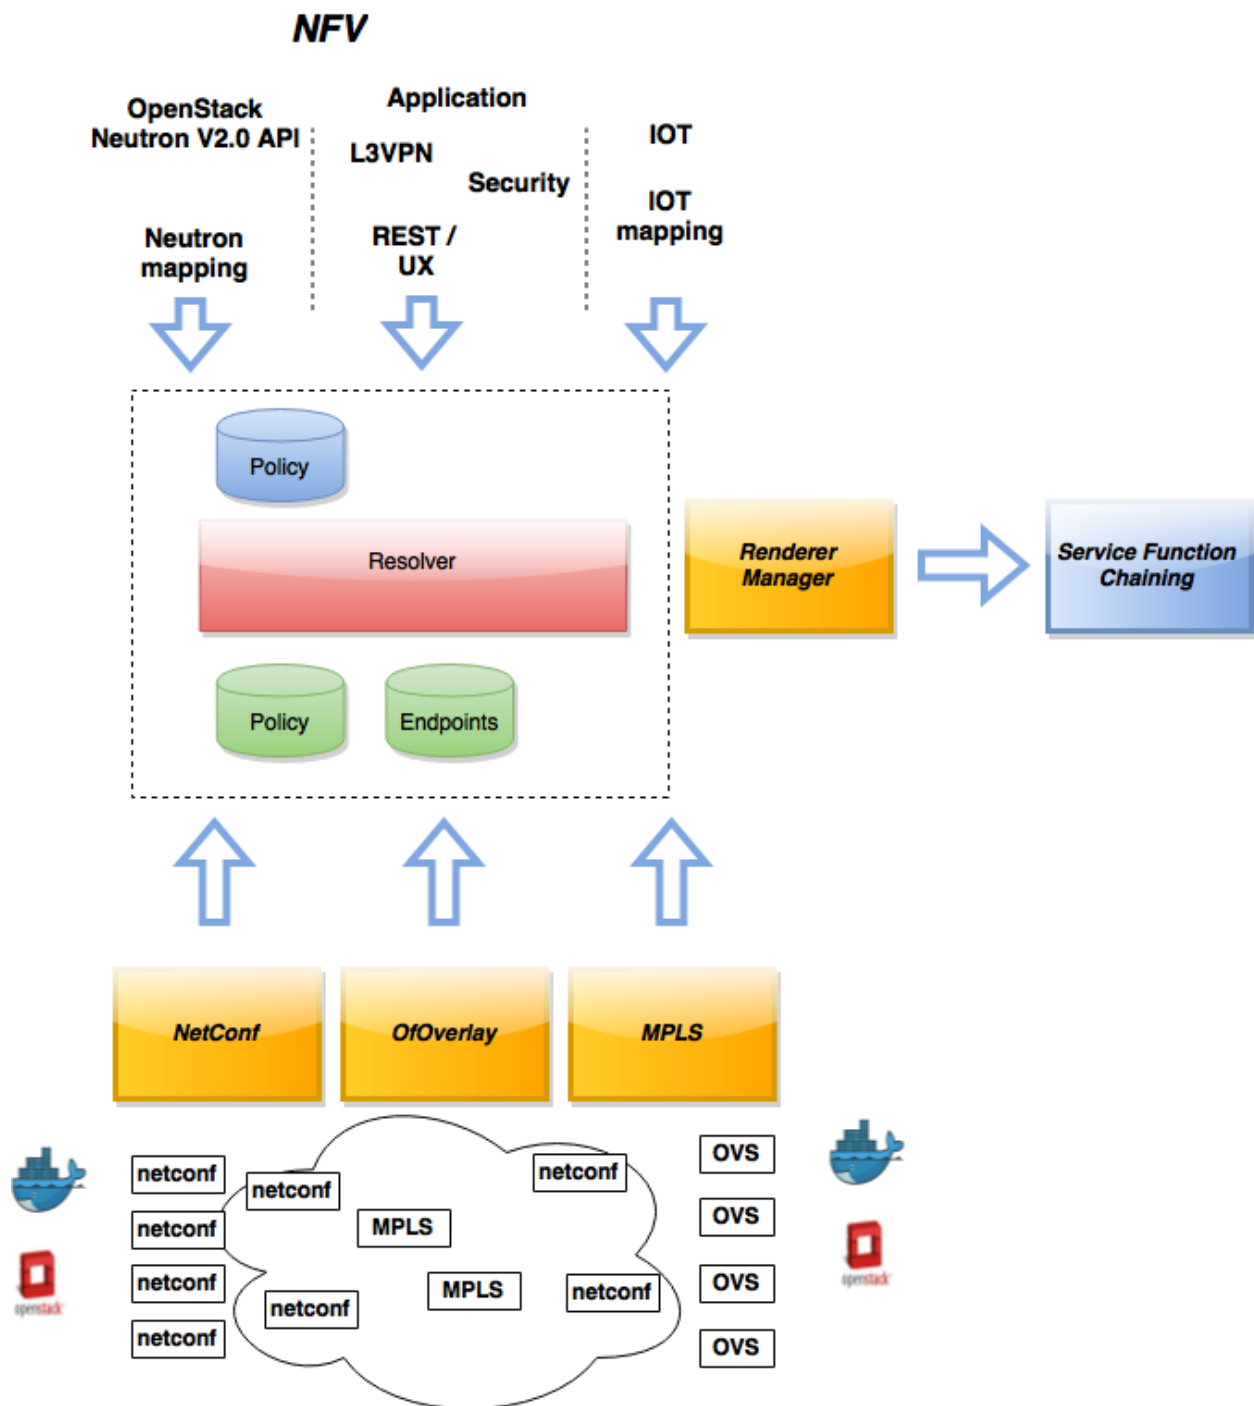 NFV
OpenStack
Neutron V2.0 API
Application
L3VPN
Security
IOT
Neutron
mapping
REST /
UX
IOT
mapping
Policy
Resolver
Renderer
Manager
Service Function
Chaining
Policy
Endpoints
NetConf
OfOverlay
MPLS
netconf
netconf
netconf
netconf
netconf
netconf
MPLS
MPLS
netconf
netconf
OVS
OVS
OVS
OVS
openstack
openstack